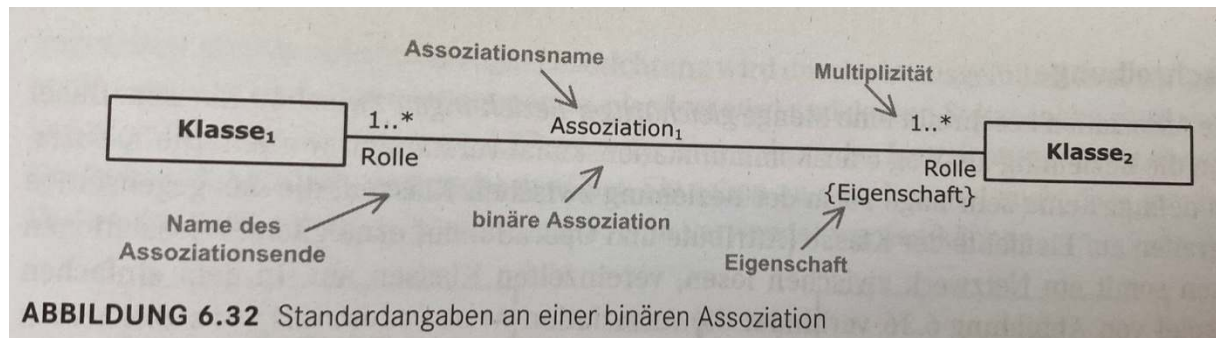 Assoziationsname
Multiplizität
Klasse₁
1..*
Assoziation₁
1..*
Klasse₂
Rolle
Rolle
{Eigenschaft}
Name des
Assoziationsende
binäre Assoziation
Eigenschaft
ABBILDUNG 6.32 Standardangaben an einer binären Assoziation